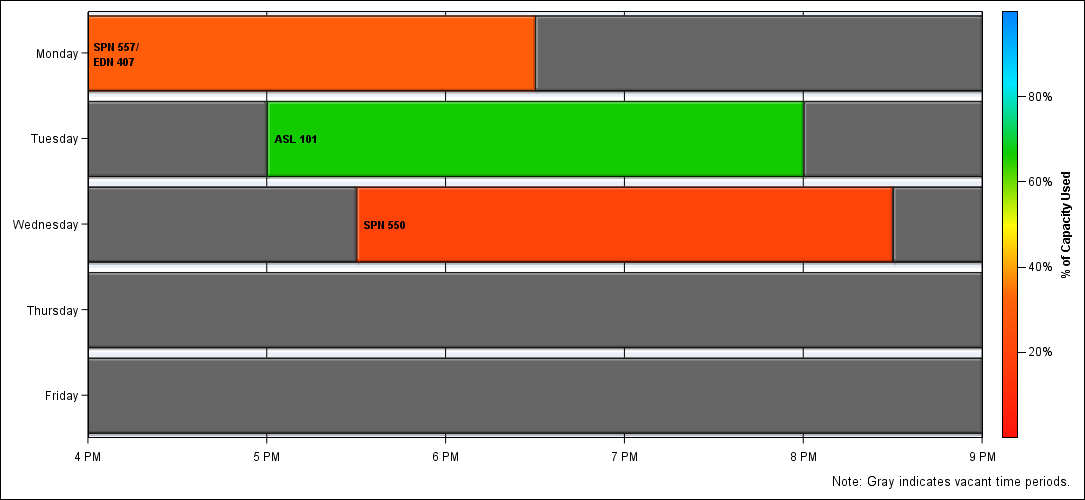 Monday
SPN 557/
EDN 407
Tuesday
ASL 101
Wednesday
SPN 550
Thursday
Friday
4 PM
5 PM
6 PM
7 PM
8 PM
9 PM
80%
60%
40%
20%
% of Capacity Used
Note: Gray indicates vacant time periods.